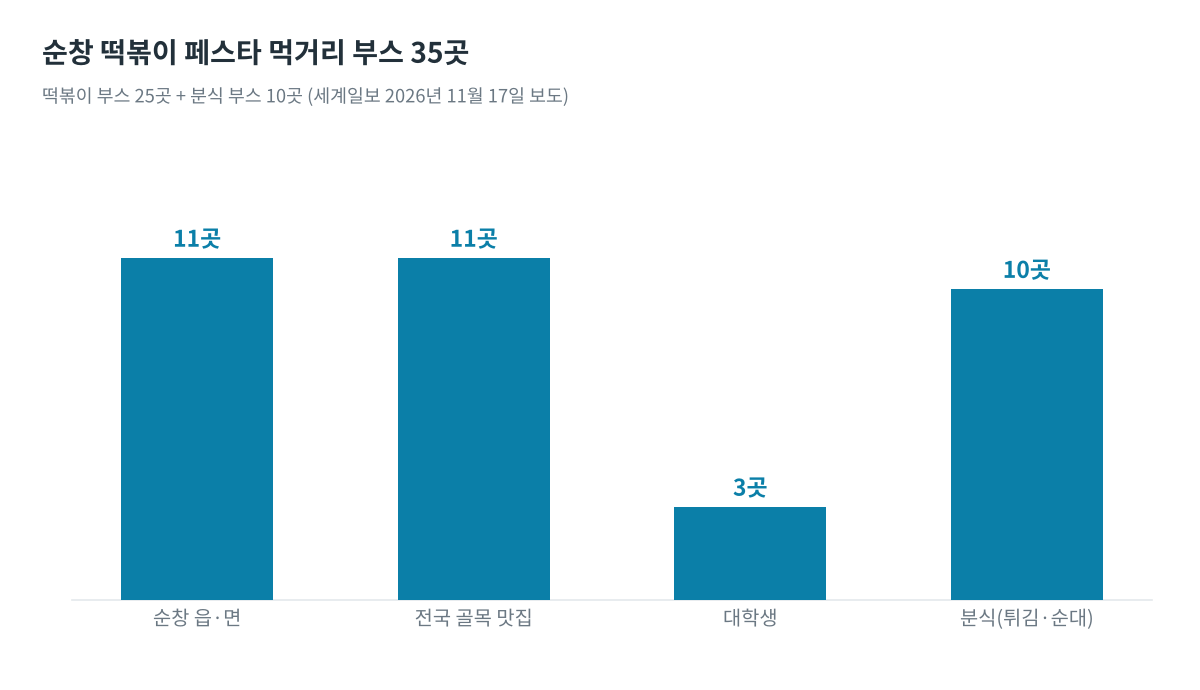 순창 떡볶이 페스타 먹거리 부스 35곳
떡볶이 부스 25곳 + 분식 부스 10곳 (세계일보 2026년 11월 17일 보도)
11곳
11곳
3곳
10곳
순창 읍·면
전국 골목 맛집
대학생
분식(튀김·순대)